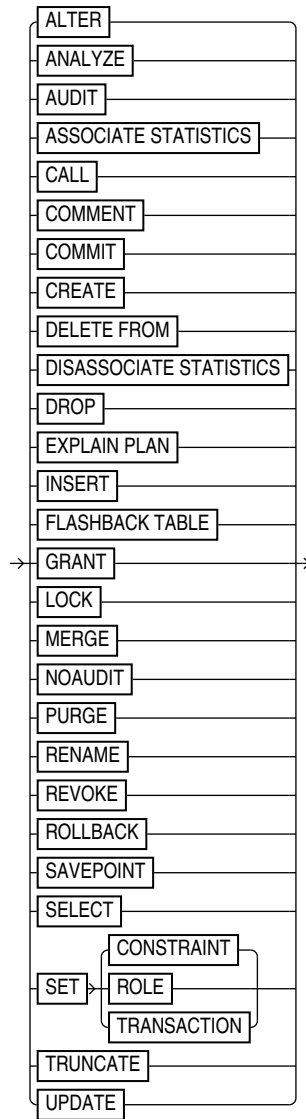 ALTER
ANALYZE
AUDIT
ASSOCIATE STATISTICS
CALL
COMMENT
COMMIT
CREATE
DELETE FROM
DISASSOCIATE STATISTICS
DROP
EXPLAIN PLAN
INSERT
FLASHBACK TABLE
GRANT
LOCK
MERGE
NOAUDIT
PURGE
RENAME
REVOKE
ROLLBACK
SAVEPOINT
SELECT
CONSTRAINT
SET ROLE
TRANSACTION
TRUNCATE
UPDATE